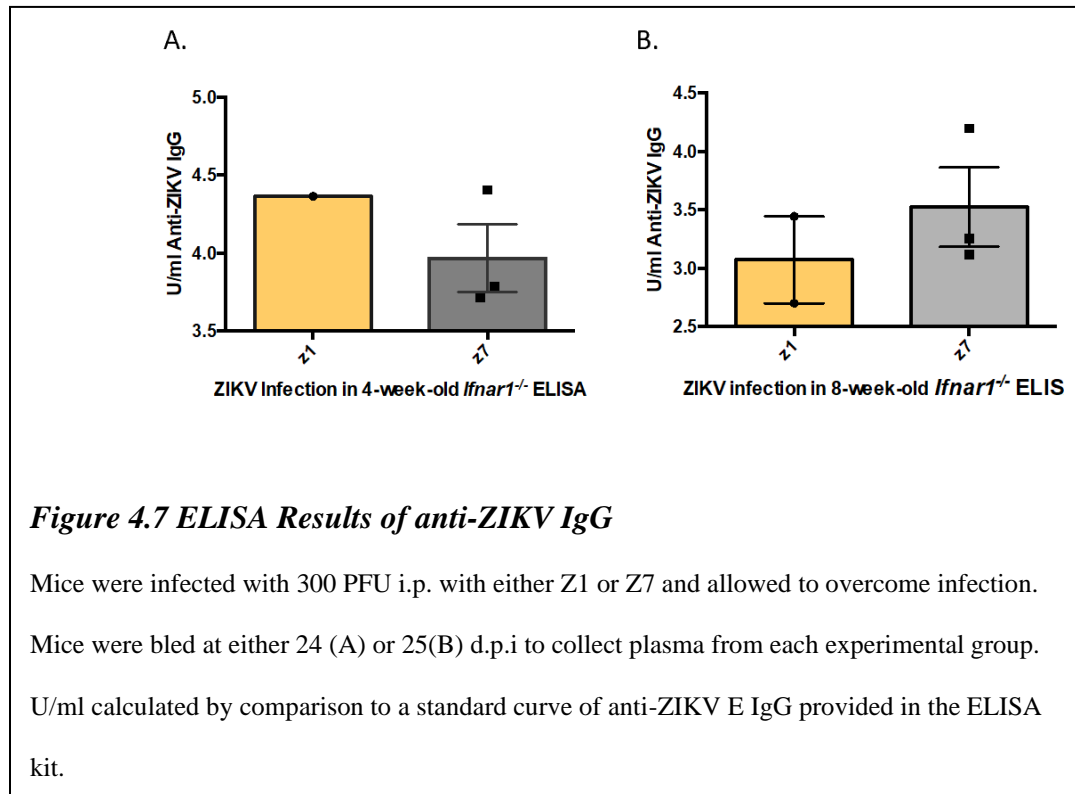 A.
B.
U/ml Anti-ZIKV IgG
5.0
4.5
4.0
3.5
z1
z7
ZIKV Infection in 4-week-old Ifnar1-/- ELISA
U/ml Anti-ZIKV IgG
4.5
4.0
3.5
3.0
2.5
z1
z7
ZIKV infection in 8-week-old Ifnar1-/- ELIS
Figure 4.7 ELISA Results of anti-ZIKV IgG
Mice were infected with 300 PFU i.p. with either Z1 or Z7 and allowed to overcome infection.
Mice were bled at either 24 (A) or 25(B) d.p.i to collect plasma from each experimental group.
U/ml calculated by comparison to a standard curve of anti-ZIKV E IgG provided in the ELISA
kit.